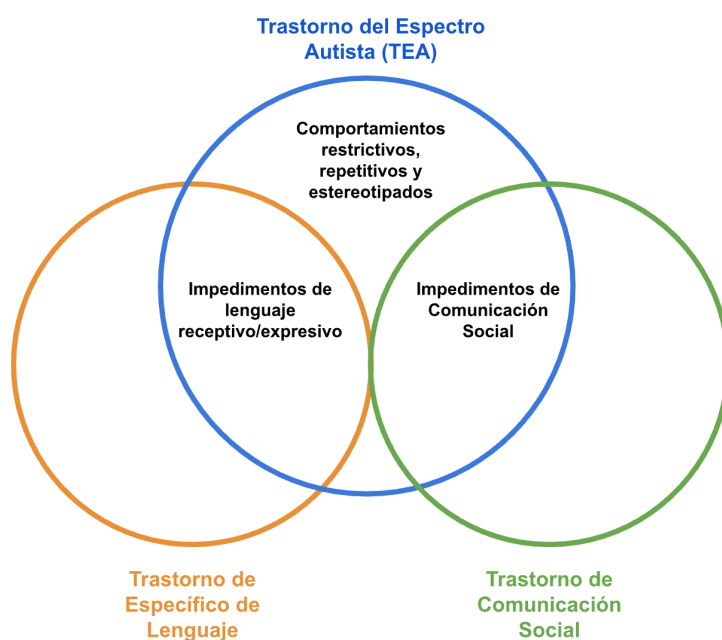 Trastorno del Espectro
Autista (TEA)
Comportamientos
restrictivos,
repetitivos y
estereotipados
Impedimentos de
lenguaje
receptivo/expresivo
Impedimentos de
Comunicación
Social
Trastorno de
Específico de
Lenguaje
Trastorno de
Comunicación
Social